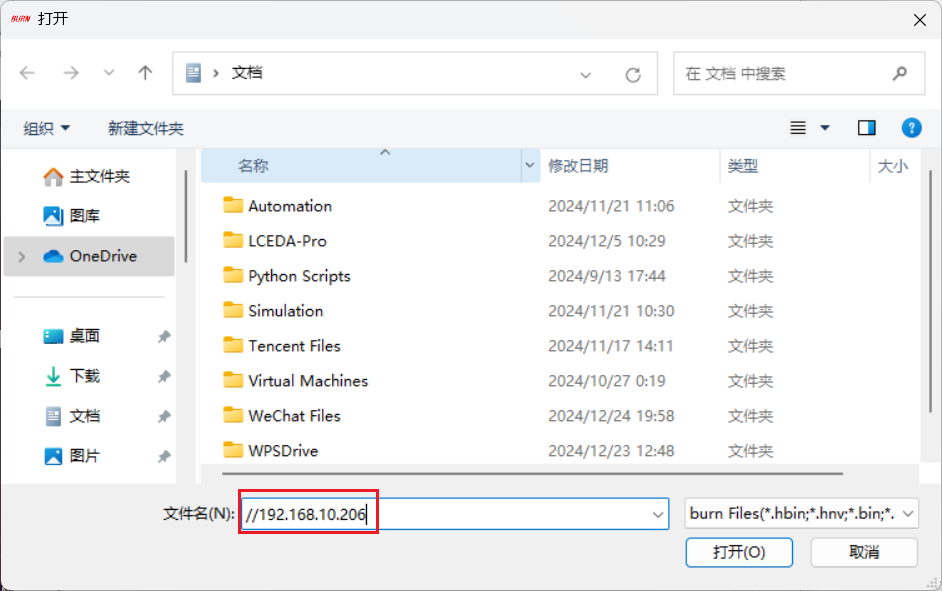 BURN 打开
文档
在 文档 中搜索
组织
新建文件夹
?
主文件夹
图库
OneDrive
桌面
下载
文档
图片
名称 修改日期 类型 大小
Automation 2024/11/21 11:06 文件夹
LCEDA-Pro 2024/12/5 10:29 文件夹
Python Scripts 2024/9/13 17:44 文件夹
Simulation 2024/11/21 10:30 文件夹
Tencent Files 2024/11/17 14:11 文件夹
Virtual Machines 2024/10/27 0:19 文件夹
WeChat Files 2024/12/24 19:58 文件夹
WPSDrive 2024/12/23 12:48 文件夹
文件名(N): //192.168.10.206
burn Files(*.hbin;*.hnv;*.bin;*.
打开(O) 取消